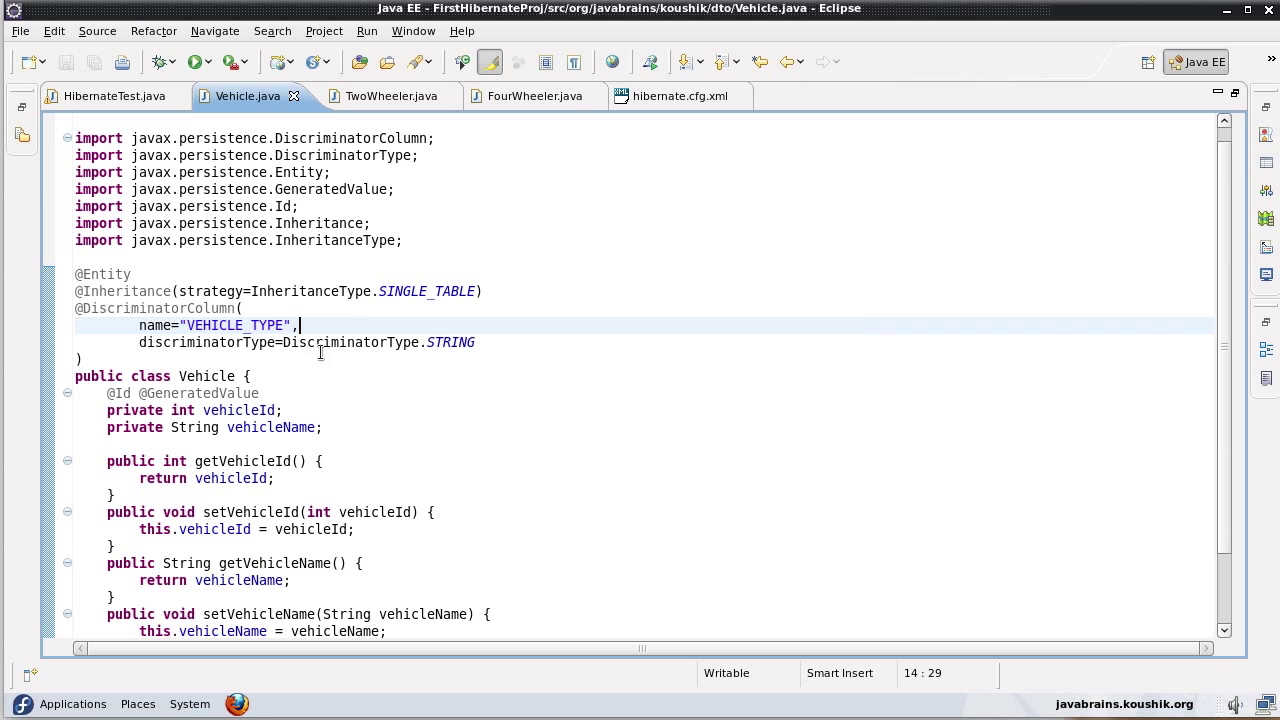 Java EE - FirstHibernateProj/src/org/javabrains/koushik/dto/Vehicle.java - Eclipse
File Edit Source Refactor Navigate Search Project Run Window Help
Java EE
HibernateTest.java Vehicle.java TwoWheeler.java FourWheeler.java hibernate.cfg.xml
import javax.persistence.DiscriminatorColumn;
import javax.persistence.DiscriminatorType;
import javax.persistence.Entity;
import javax.persistence.GeneratedValue;
import javax.persistence.Id;
import javax.persistence.Inheritance;
import javax.persistence.InheritanceType;
@Entity
@Inheritance(strategy=InheritanceType.SINGLE_TABLE)
@DiscriminatorColumn(
name="VEHICLE_TYPE",
discriminatorType=DiscriminatorType.STRING
)
public class Vehicle {
@Id @GeneratedValue
private int vehicleId;
private String vehicleName;
public int getVehicleId() {
return vehicleId;
}
public void setVehicleId(int vehicleId) {
this.vehicleId = vehicleId;
}
public String getVehicleName() {
return vehicleName;
}
public void setVehicleName(String vehicleName) {
this.vehicleName = vehicleName;
Writable Smart Insert 14 : 29
Applications Places System javabrains.koushik.org